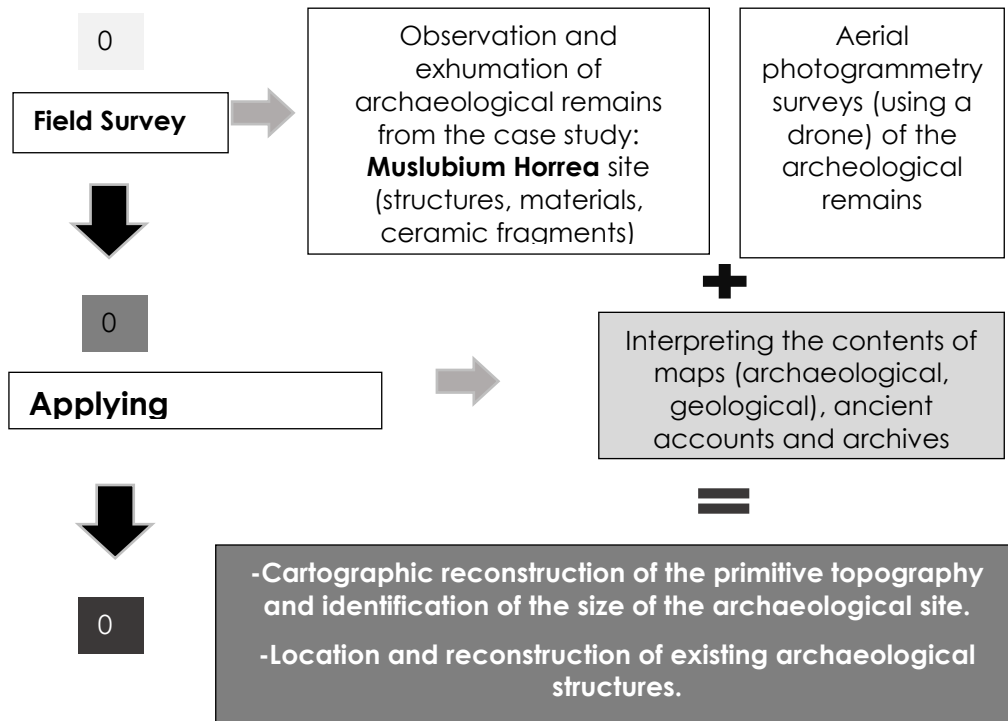 0
Field Survey
Observation and
exhumation of
archaeological remains
from the case study:
Muslubium Horrea site
(structures, materials,
ceramic fragments)
Aerial
photogrammetry
surveys (using a
drone) of the
archeological
remains
+
0
Applying
Interpreting the contents of
maps (archaeological,
geological), ancient
accounts and archives
=
0
-Cartographic reconstruction of the primitive topography
and identification of the size of the archaeological site.
-Location and reconstruction of existing archaeological
structures.